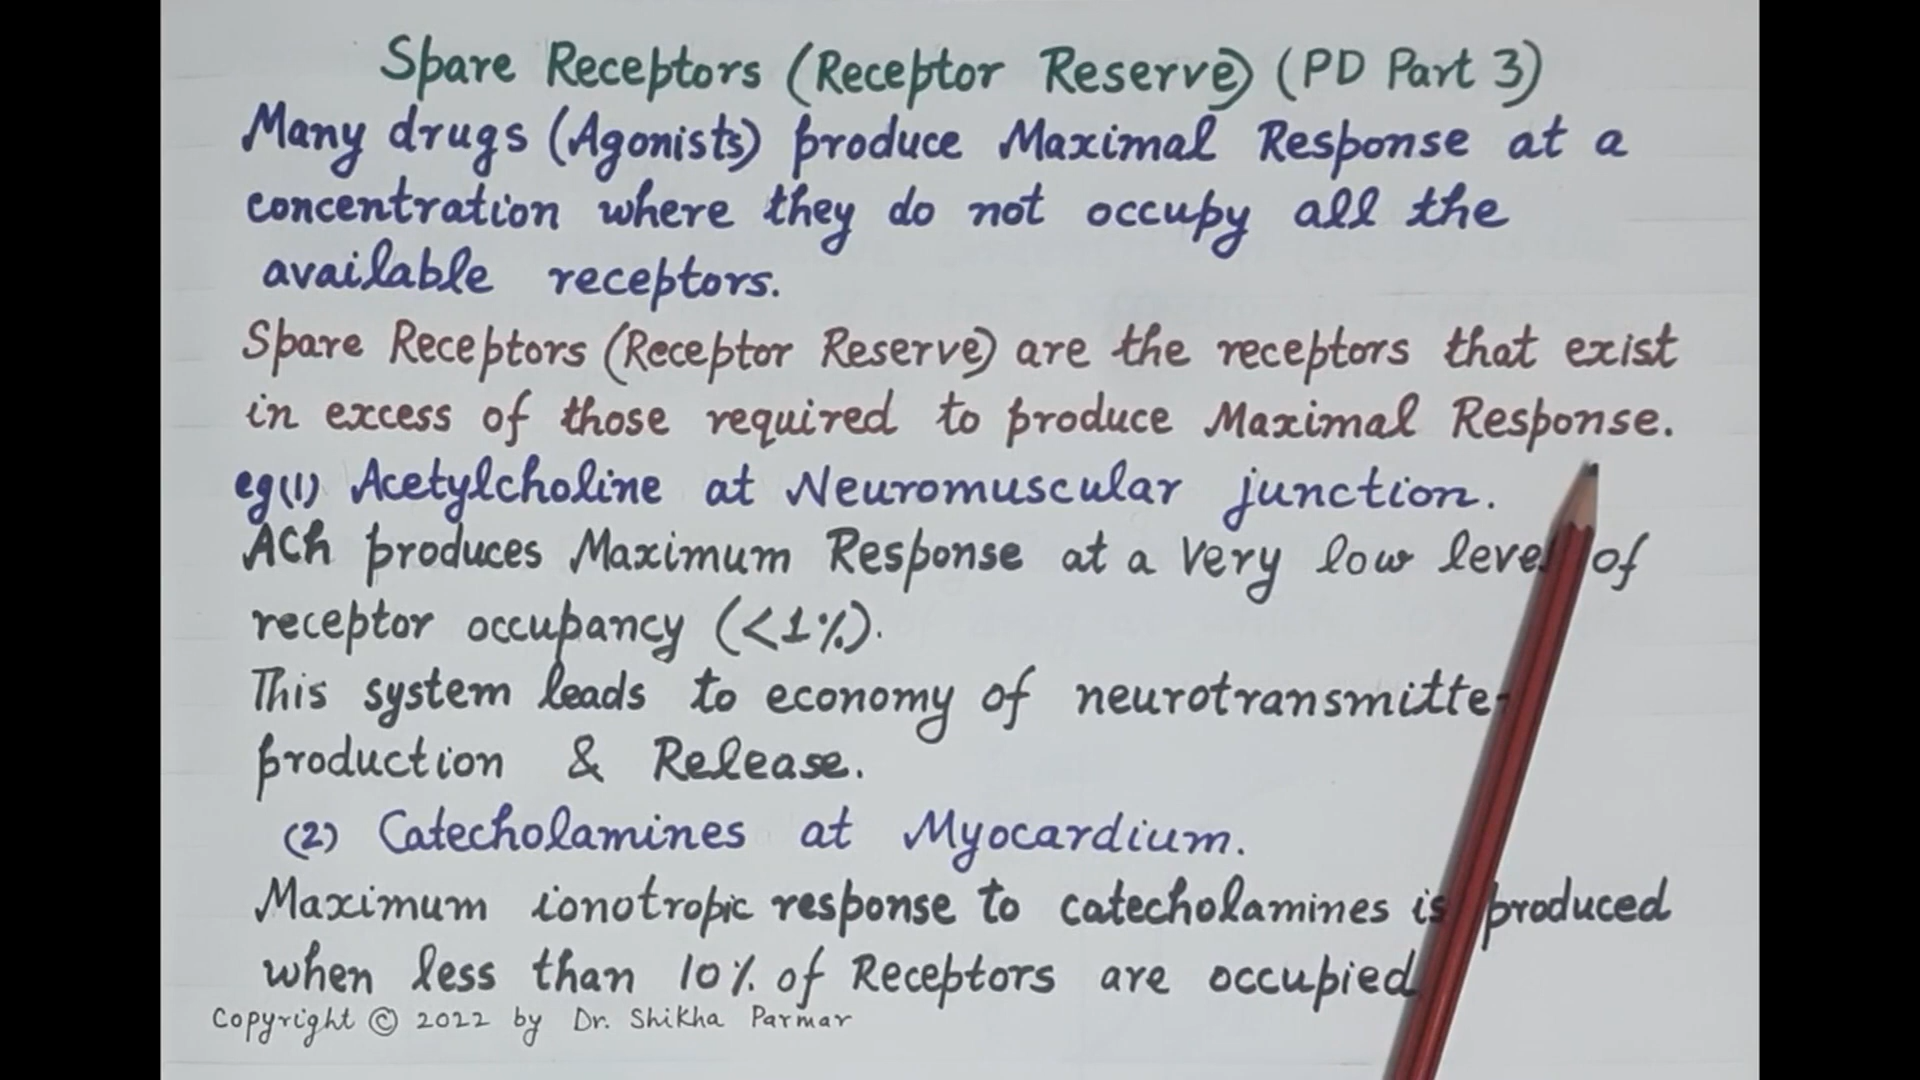 Spare Receptors (Receptor Reserve) (PD Part 3)
Many drugs (Agonists) produce Maximal Response at a
concentration where they do not occupy all the
available receptors.
Spare Receptors (Receptor Reserve) are the receptors that exist
in excess of those required to produce Maximal Response.
eg(1) Acetylcholine at Neuromuscular junction.
ACh produces Maximum Response at a Very low level of
receptor occupancy (<1%).
This system leads to economy of neurotransmitte
production & Release.
(2) Catecholamines at Myocardium.
Maximum ionotropic response to catecholamines is produced
when less than 10% of Receptors are occupied
Copyright © 2022 by Dr. Shikha Parmar